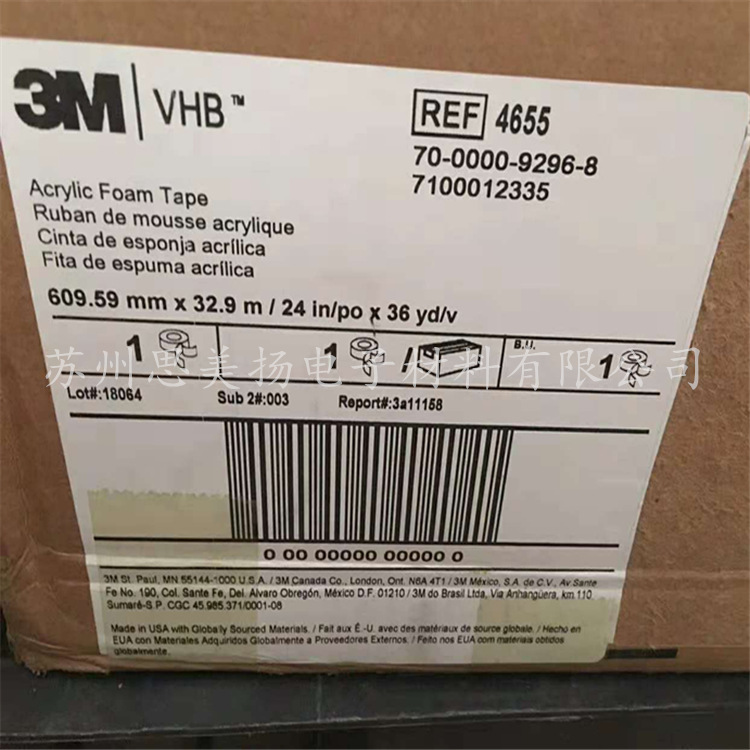 3M | VHB™
REF 4655
70-0000-9296-8
7100012335
Acrylic Foam Tape
Ruban de mousse acrylique
Cinta de esponja acrílica
Fita de espuma acrílica
609.59 mm x 32.9 m / 24 in/po x 36 yd/v
1
1 /
B.U.
1
苏州思美扬电子材料有限公司
Lot#:18064 Sub 2#:003 Report#:3a11158
0 00 00000 00000 0
3M St. Paul, MN 55144-1000 U.S.A. / 3M Canada Co., London, Ont. N6A 4T1 / 3M México, S.A. de C.V., Av. Santa
Fe No. 190, Col. Santa Fe, Del. Alvaro Obregón, México D.F. 01210 / 3M do Brasil Ltda, Via Anhangüera, km.110
Sumaré-S P. CGC 45.985.371/0001-08
Made in USA with Globally Sourced Materials. / Fait aux É.-U. avec des matériaux de source globale. / Hecho en
EUA con Materiales Adquiridos Globalmente a Proveedores Externos. / Feito nos EUA com materiais obtidos
globalmente.